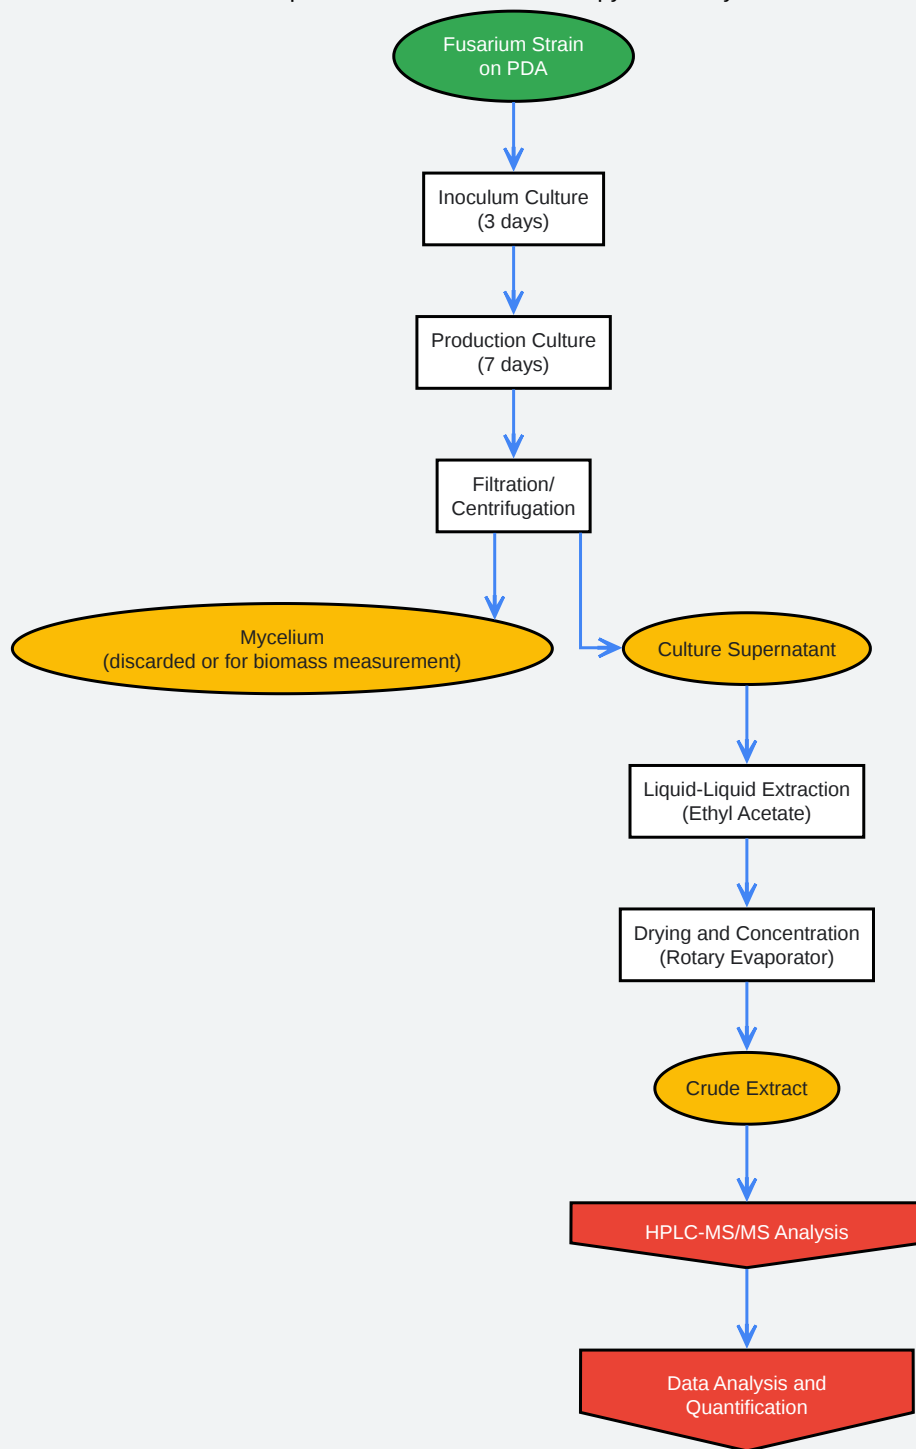 Fusarium Strain
on PDA
Inoculum Culture
(3 days)
Production Culture
(7 days)
Filtration/
Centrifugation
Mycelium
(discarded or for biomass measurement)
Culture Supernatant
Liquid-Liquid Extraction
(Ethyl Acetate)
Drying and Concentration
(Rotary Evaporator)
Crude Extract
HPLC-MS/MS Analysis
Data Analysis and
Quantification